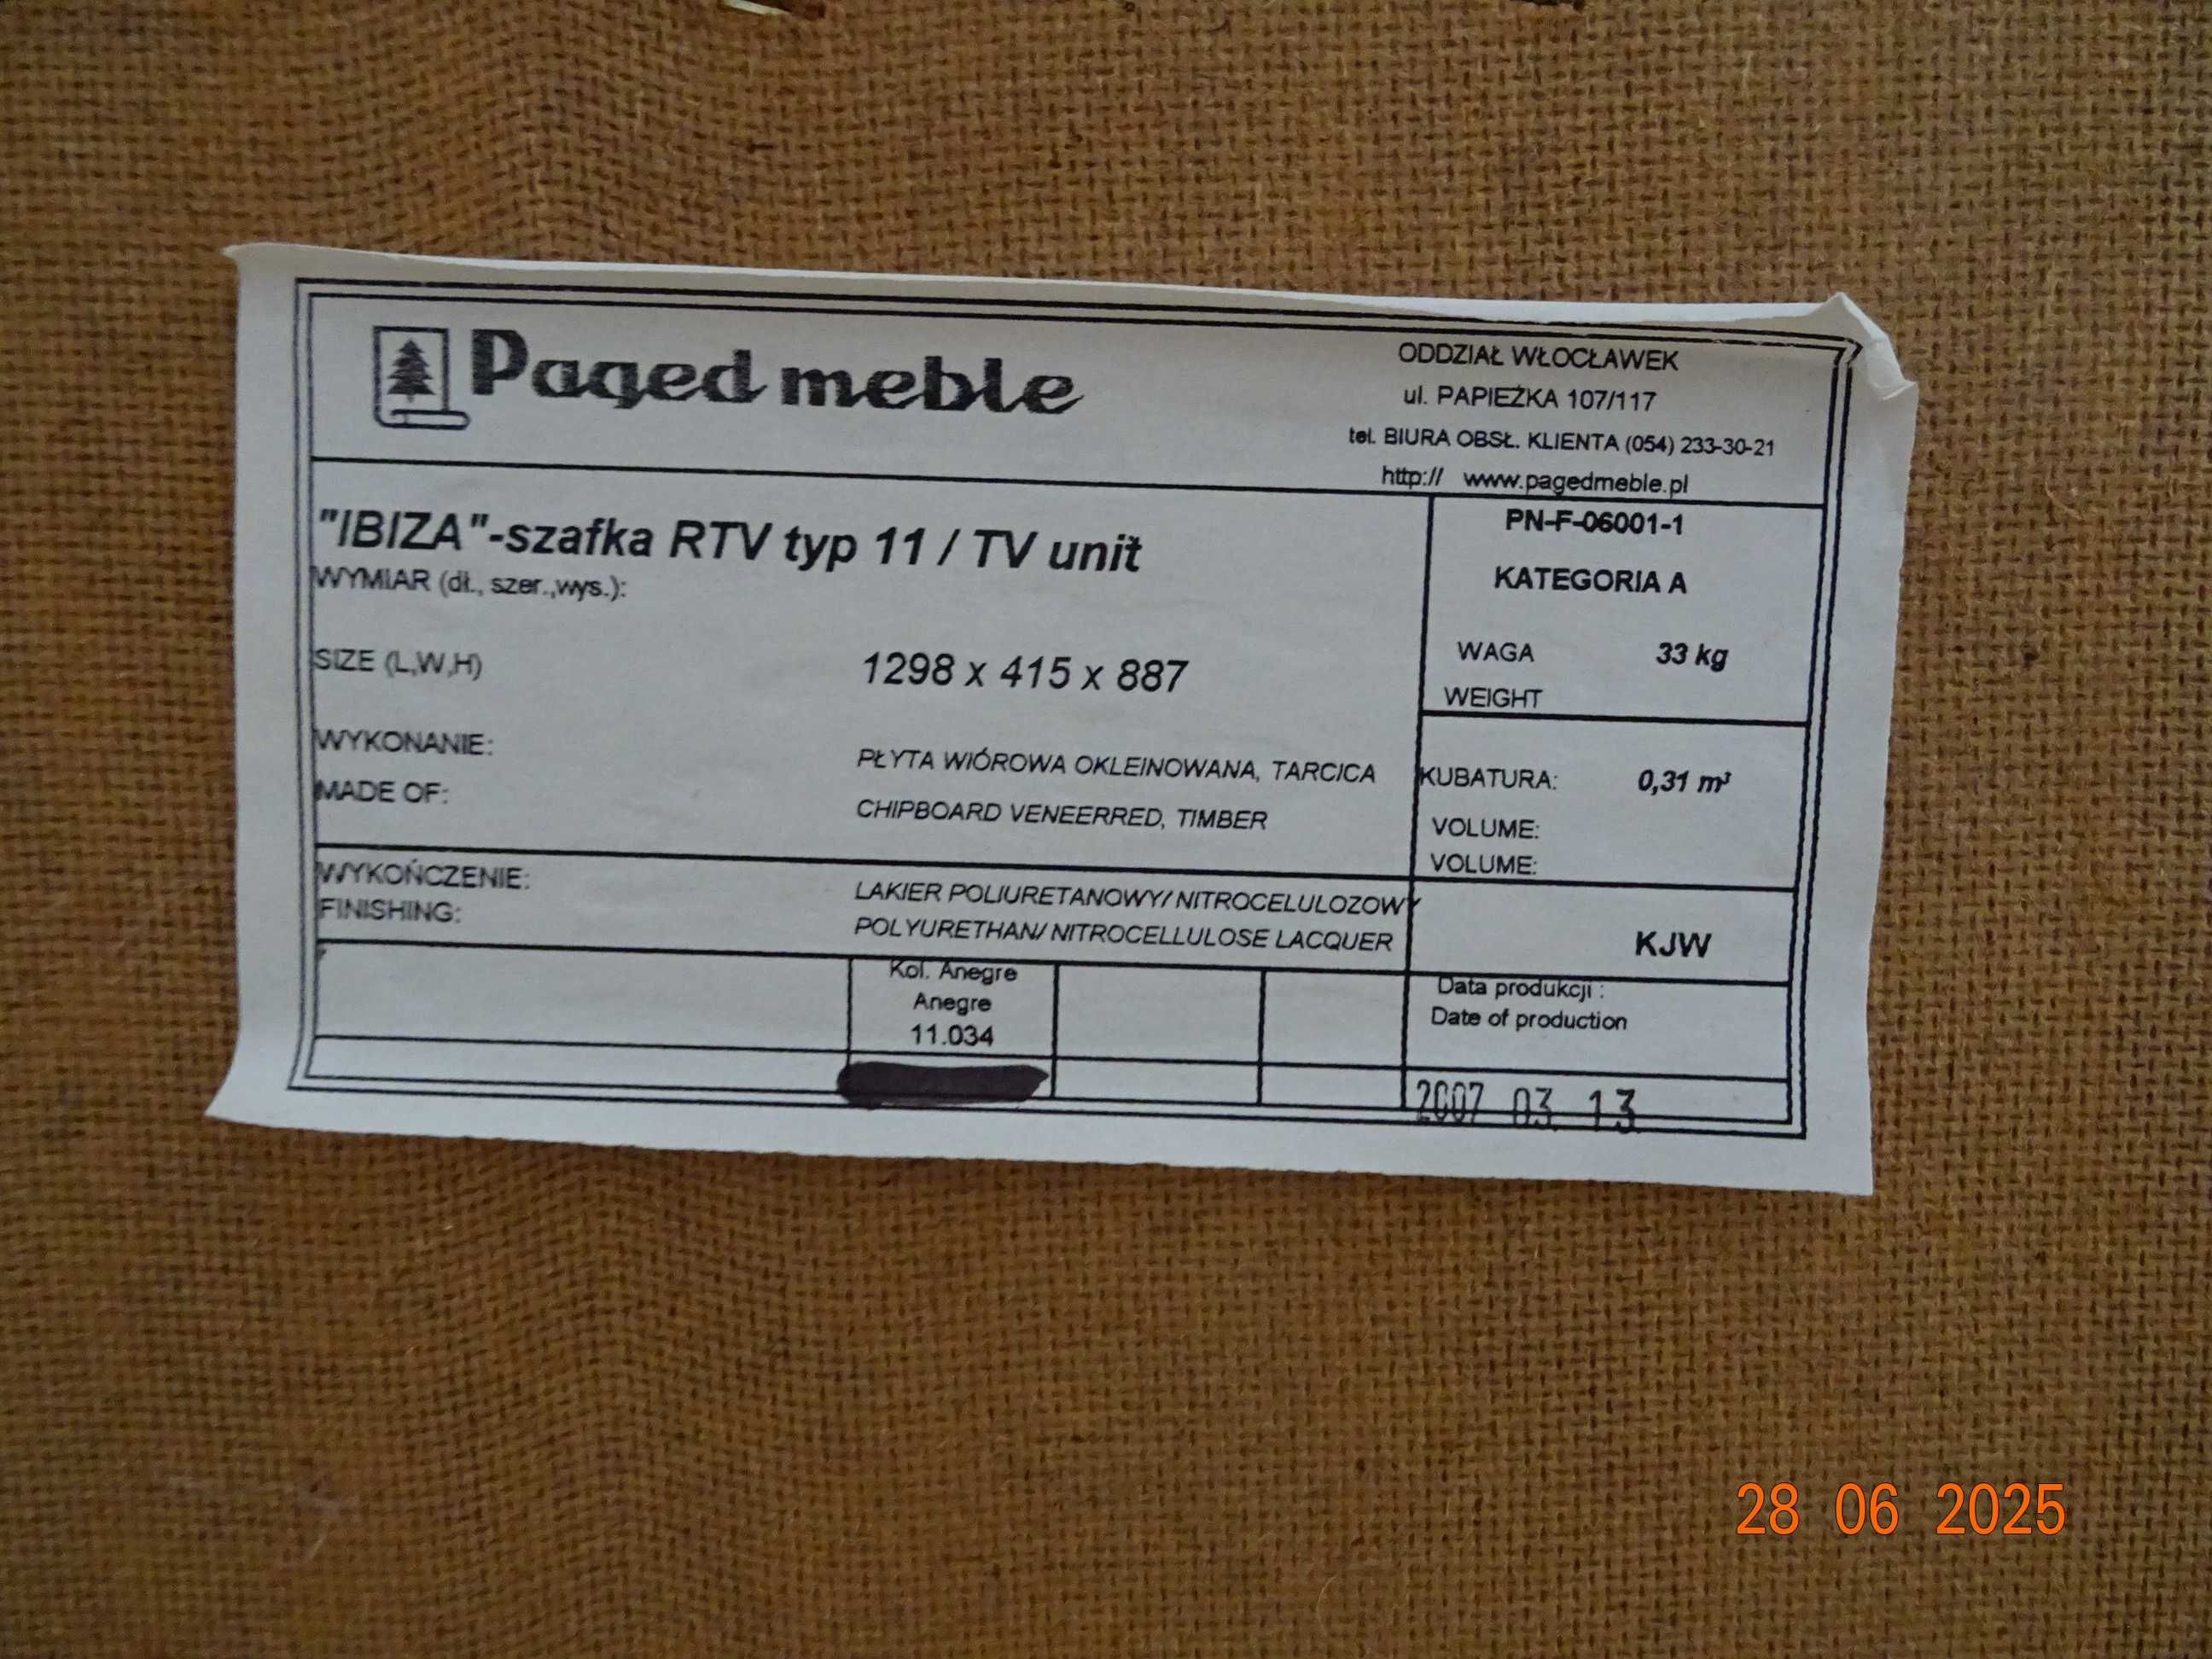 Paged meble
ODDZIAŁ WŁOCŁAWEK
ul. PAPIEŻKA 107/117
tel. BIURA OBSŁ. KLIENTA (054) 233-30-21
http:// www.pagedmeble.pl
"IBIZA"-szafka RTV typ 11 / TV unit
WYMIAR (dł., szer.,wys.):
SIZE (L,W,H)
1298 x 415 x 887
PN-F-06001-1
KATEGORIA A
WAGA 33 kg
WEIGHT
WYKONANIE:
PŁYTA WIÓROWA OKLEINOWANA, TARCICA
MADE OF:
CHIPBOARD VENEERRED, TIMBER
KUBATURA: 0,31 m³
VOLUME:
VOLUME:
WYKOŃCZENIE:
LAKIER POLIURETANOWY/ NITROCELULOZOWY
FINISHING:
POLYURETHAN/ NITROCELLULOSE LACQUER
KJW
Kol. Anegre
Anegre
11.034
Data produkcji :
Date of production
2007 03. 13
28 06 2025